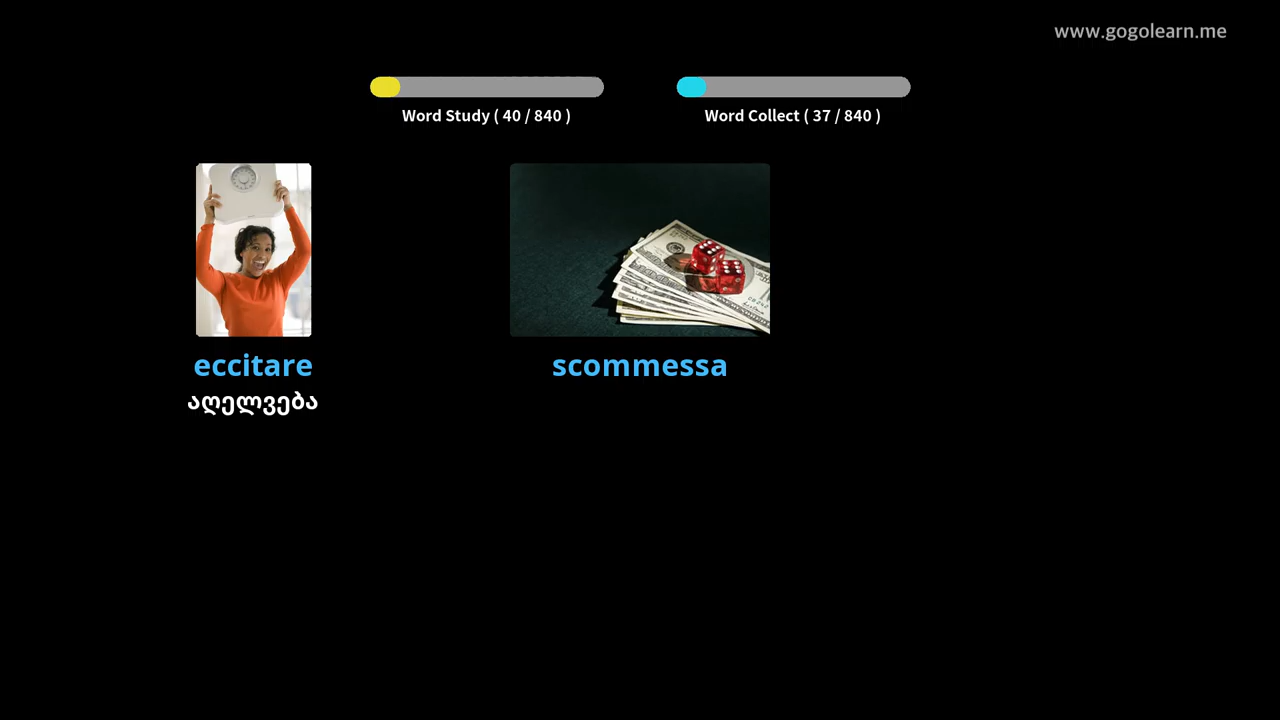 www.gogolearn.me
Word Study ( 40 / 840 )
Word Collect ( 37 / 840 )
eccitare
აღელვება
scommessa